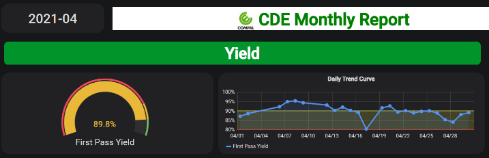 2021-04
COMPAL
CDE Monthly Report
Yield
89.8%
First Pass Yield
Daily Trend Curve
100%
95%
90%
85%
80%
04/01 04/04 04/07 04/10 04/13 04/16 04/19 04/22 04/25 04/28
First Pass Yield